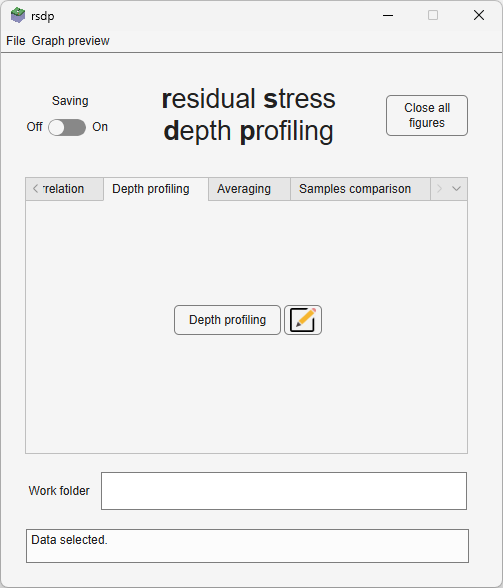 rsdp
File Graph preview
Saving
Off On
residual stress
depth profiling
Close all
figures
rrelation Depth profiling Averaging Samples comparison
Depth profiling
Work folder
Data selected.